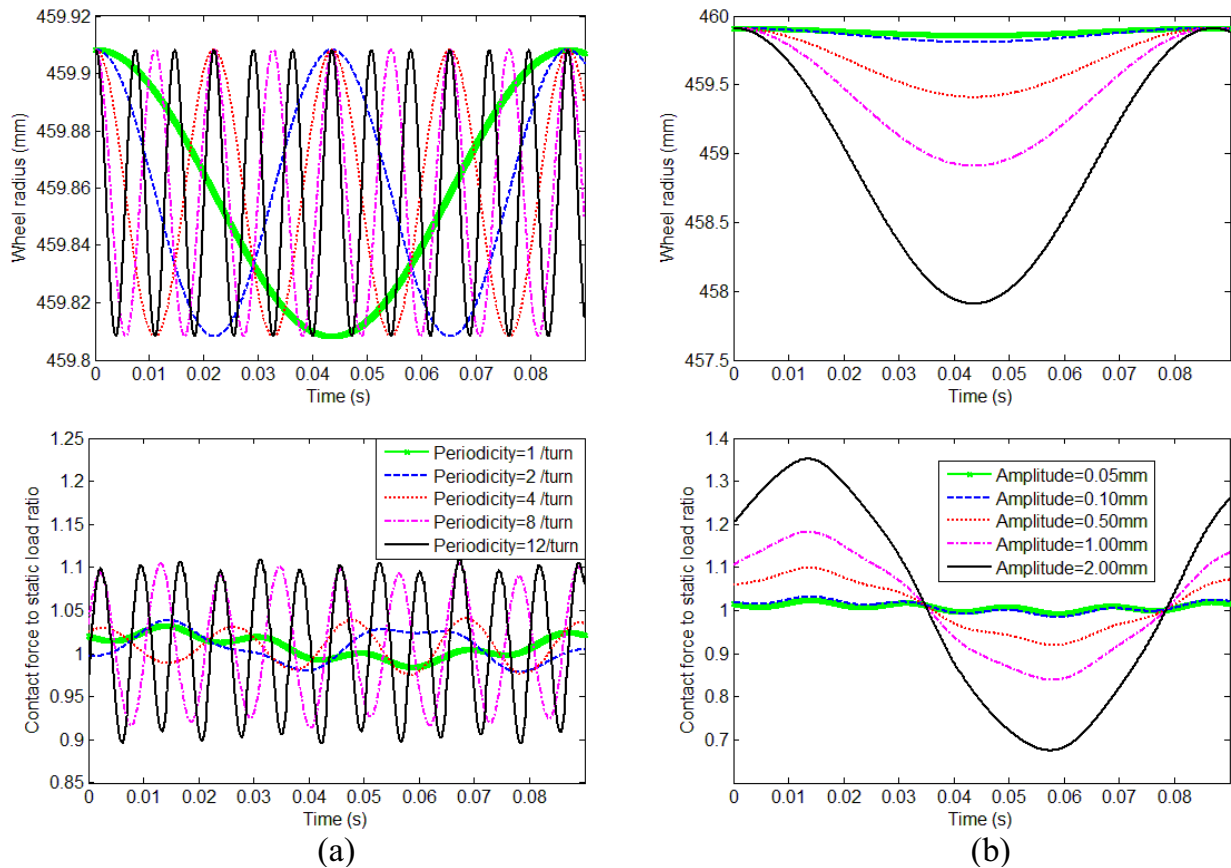 459.92
459.9
459.88
459.86
459.84
459.82
459.8
Wheel radius (mm)
0 0.01 0.02 0.03 0.04 0.05 0.06 0.07 0.08
Time (s)
460
459.5
459
458.5
458
457.5
Wheel radius (mm)
0 0.01 0.02 0.03 0.04 0.05 0.06 0.07 0.08
Time (s)
1.25
1.2
1.15
1.1
1.05
1
0.95
0.9
0.85
Contact force to static load ratio
Periodicity=1 /turn
Periodicity=2 /turn
Periodicity=4 /turn
Periodicity=8 /turn
Periodicity=12/turn
0 0.01 0.02 0.03 0.04 0.05 0.06 0.07 0.08
Time (s)
(a)
1.4
1.3
1.2
1.1
1
0.9
0.8
0.7
Contact force to static load ratio
Amplitude=0.05mm
Amplitude=0.10mm
Amplitude=0.50mm
Amplitude=1.00mm
Amplitude=2.00mm
0 0.01 0.02 0.03 0.04 0.05 0.06 0.07 0.08
Time (s)
(b)